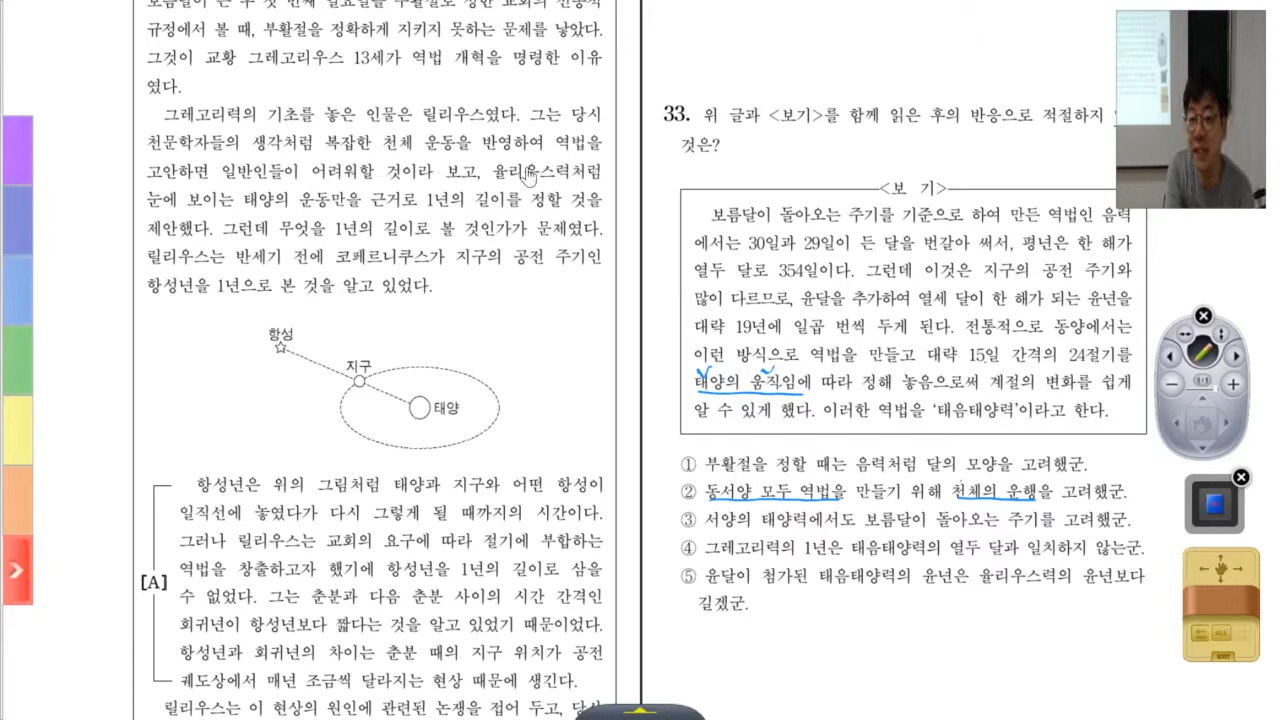 규정에서 볼 때, 부활절을 정확하게 지키지 못하는 문제를 낳았다.
그것이 교황 그레고리우스 13세가 역법 개혁을 명령한 이유
였다.
그레고리력의 기초를 놓은 인물은 릴리우스였다. 그는 당시
천문학자들의 생각처럼 복잡한 천체 운동을 반영하여 역법을
고안하면 일반인들이 어려워할 것이라 보고, 율리우스력처럼
눈에 보이는 태양의 운동만을 근거로 1년의 길이를 정할 것을
제안했다. 그런데 무엇을 1년의 길이로 볼 것인가가 문제였다.
릴리우스는 반세기 전에 코페르니쿠스가 지구의 공전 주기인
항성년을 1년으로 본 것을 알고 있었다.
항성
지구
태양
[A]
항성년은 위의 그림처럼 태양과 지구와 어떤 항성이
일직선에 놓였다가 다시 그렇게 될 때까지의 시간이다.
그러나 릴리우스는 교회의 요구에 따라 절기에 부합하는
역법을 창출하고자 했기에 항성년을 1년의 길이로 삼을
수 없었다. 그는 춘분과 다음 춘분 사이의 시간 간격인
회귀년이 항성년보다 짧다는 것을 알고 있었기 때문이었다.
항성년과 회귀년의 차이는 춘분 때의 지구 위치가 공전
궤도상에서 매년 조금씩 달라지는 현상 때문에 생긴다.
릴리우스는 이 현상의 원인에 관련된 논쟁을 접어 두고,
33. 위 글과 <보기>를 함께 읽은 후의 반응으로 적절하지
것은?
<보 기>
보름달이 돌아오는 주기를 기준으로 하여 만든 역법인 음력
에서는 30일과 29일이 든 달을 번갈아 써서, 평년은 한 해가
열두 달로 354일이다. 그런데 이것은 지구의 공전 주기와
많이 다르므로, 윤달을 추가하여 열세 달이 한 해가 되는 윤년을
대략 19년에 일곱 번씩 두게 된다. 전통적으로 동양에서는
이런 방식으로 역법을 만들고 대략 15일 간격의 24절기를
태양의 움직임에 따라 정해 놓음으로써 계절의 변화를 쉽게
알 수 있게 했다. 이러한 역법을 ‘태음태양력’이라고 한다.
① 부활절을 정할 때는 음력처럼 달의 모양을 고려했군.
② 동서양 모두 역법을 만들기 위해 천체의 운행을 고려했군.
③ 서양의 태양력에서도 보름달이 돌아오는 주기를 고려했군.
④ 그레고리력의 1년은 태음태양력의 열두 달과 일치하지 않는군.
⑤ 윤달이 첨가된 태음태양력의 윤년은 율리우스력의 윤년보다
길겠군.